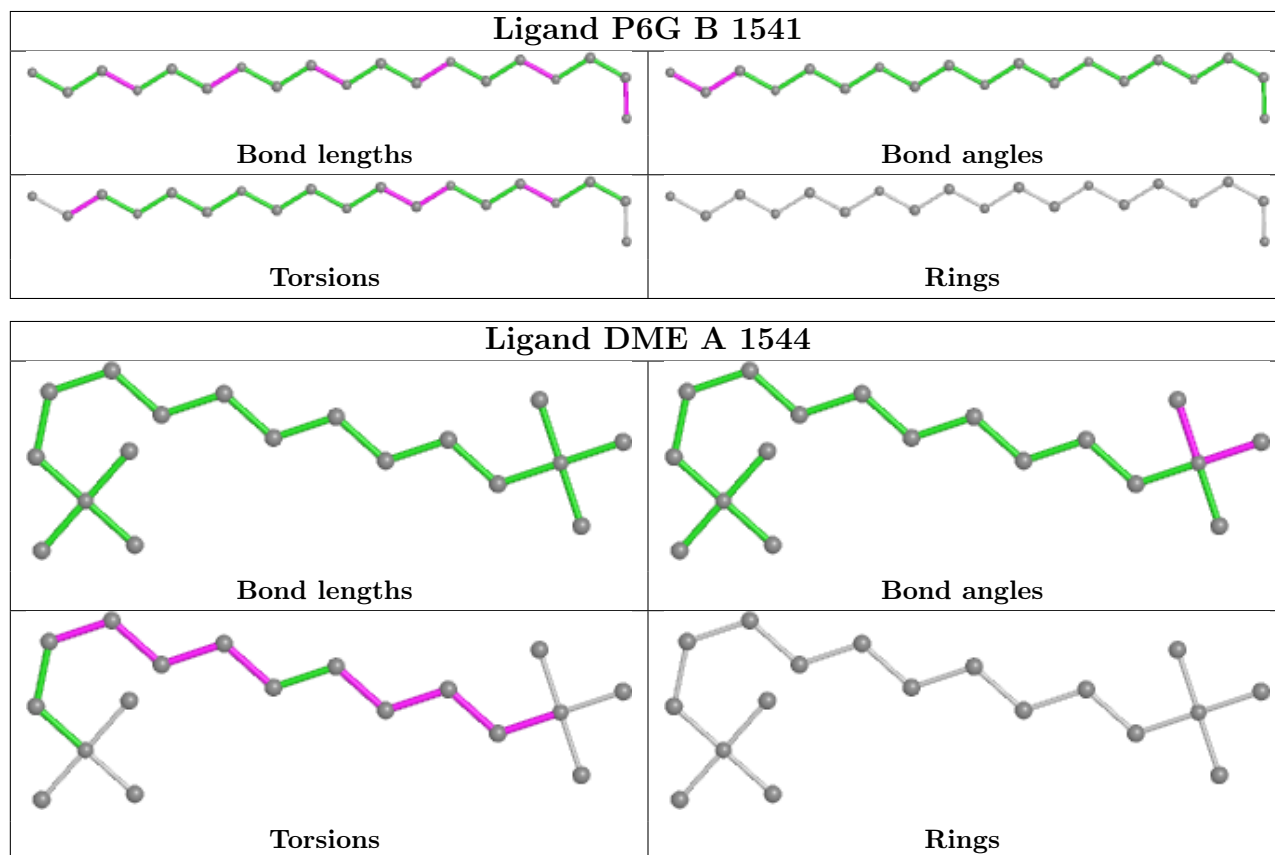 Ligand P6G B 1541
Bond lengths
Bond angles
Torsions
Rings
Ligand DME A 1544
Bond lengths
Bond angles
Torsions
Rings